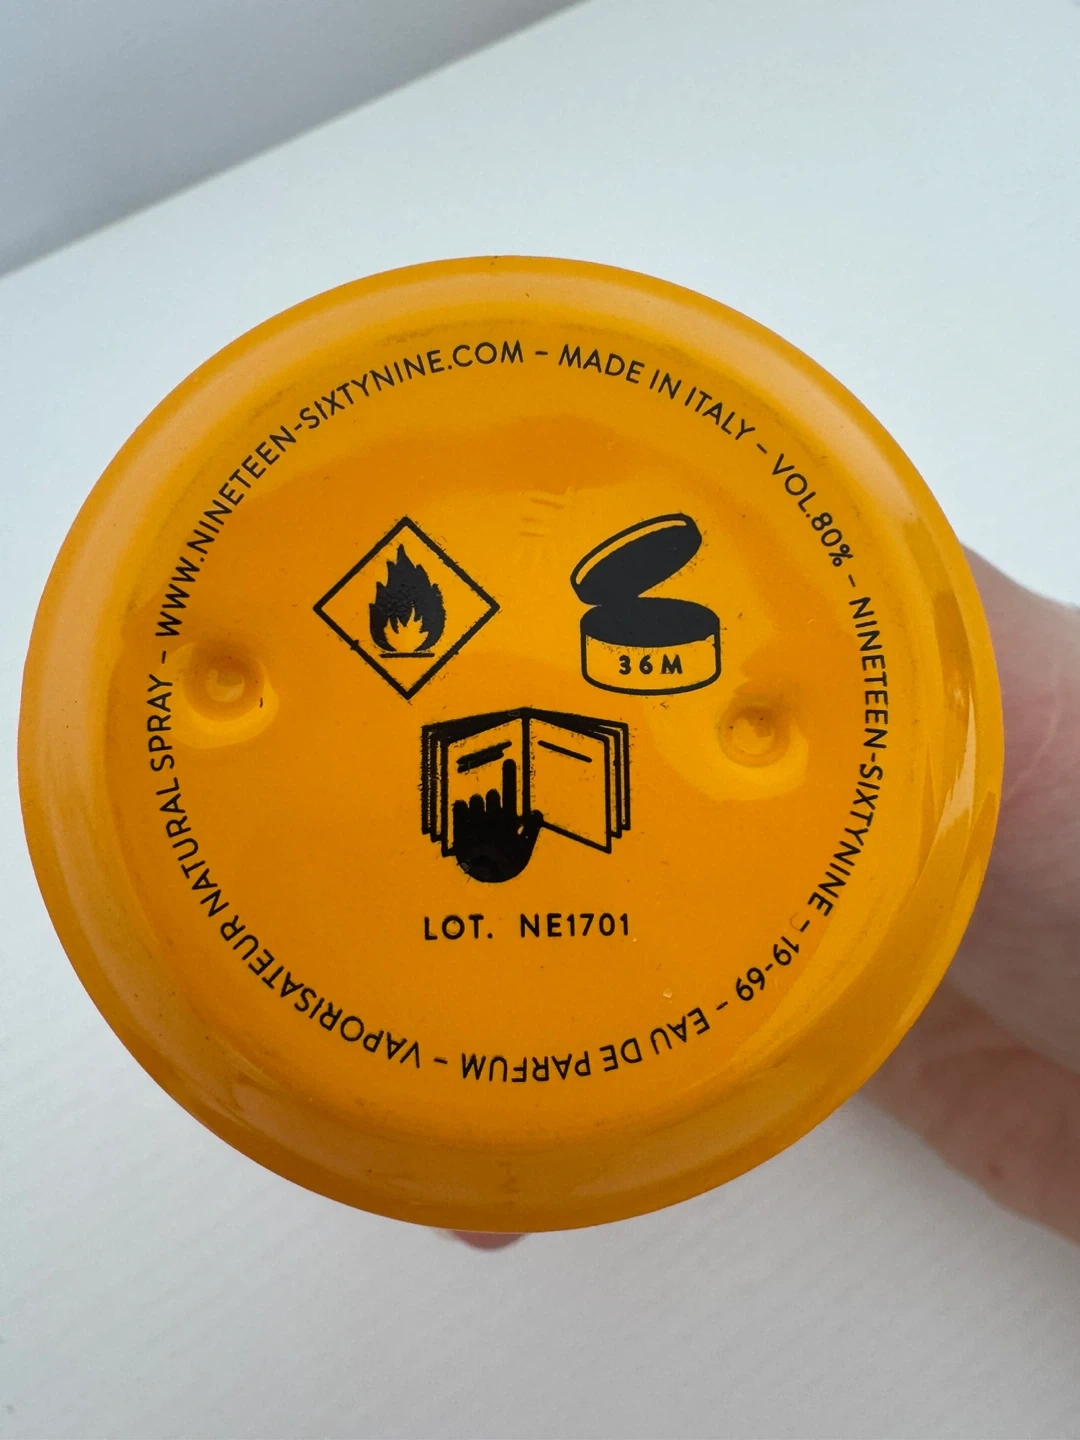 WWW.NINETEEN-SIXTYNINE.COM – MADE IN ITALY – VOL.80% – NINETEEN-SIXTYNINE – 19-69 – EAU DE PARFUM – VAPORISATEUR NATURAL SPRAY –
36M
LOT. NE1701